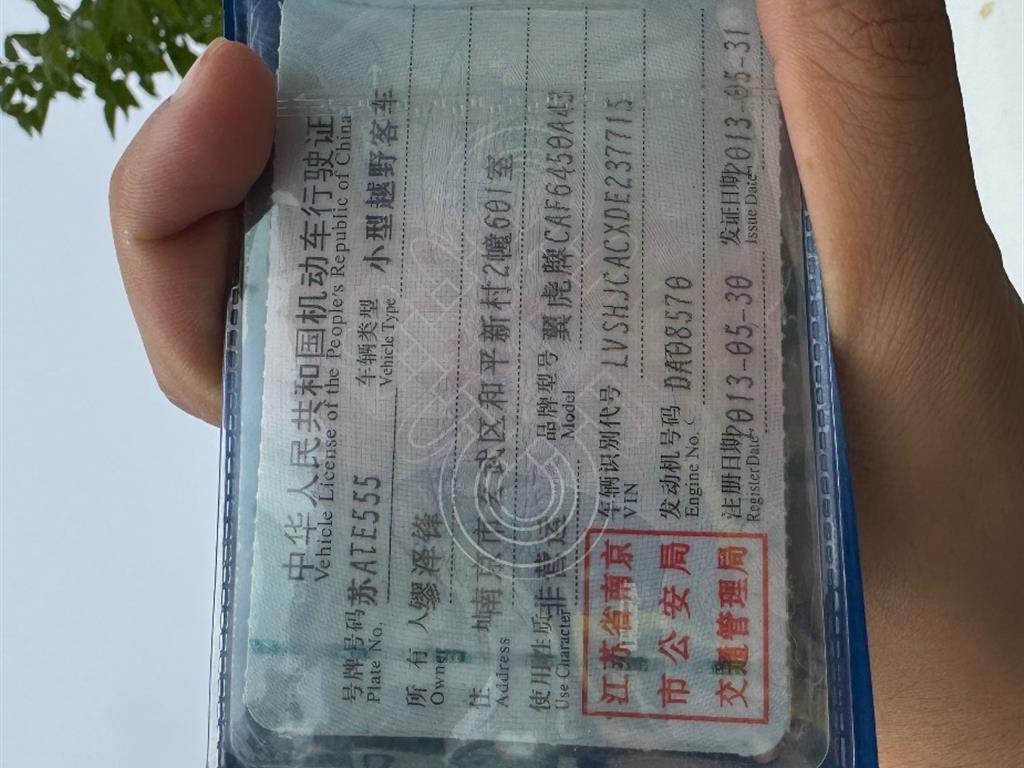 中华人民共和国机动车行驶证
Vehicle License of the People's Republic of China
号牌号码 苏ATE555 车辆类型 小型越野客车
Plate No. Vehicle Type
所有人 缪泽锋
Owner
住 南京市玄武区和平新村2幢601室
Address
使用性质 非营运 品牌型号 翼虎牌CAF6450A43
Use Character Model
江苏省南京市公安局交通管理局
车辆识别代号 LVSHJCACXDE237715
VIN
发动机号码 DA08570
Engine No.
注册日期 2013-05-30 发证日期 2013-05-31
Register Date Issue Date